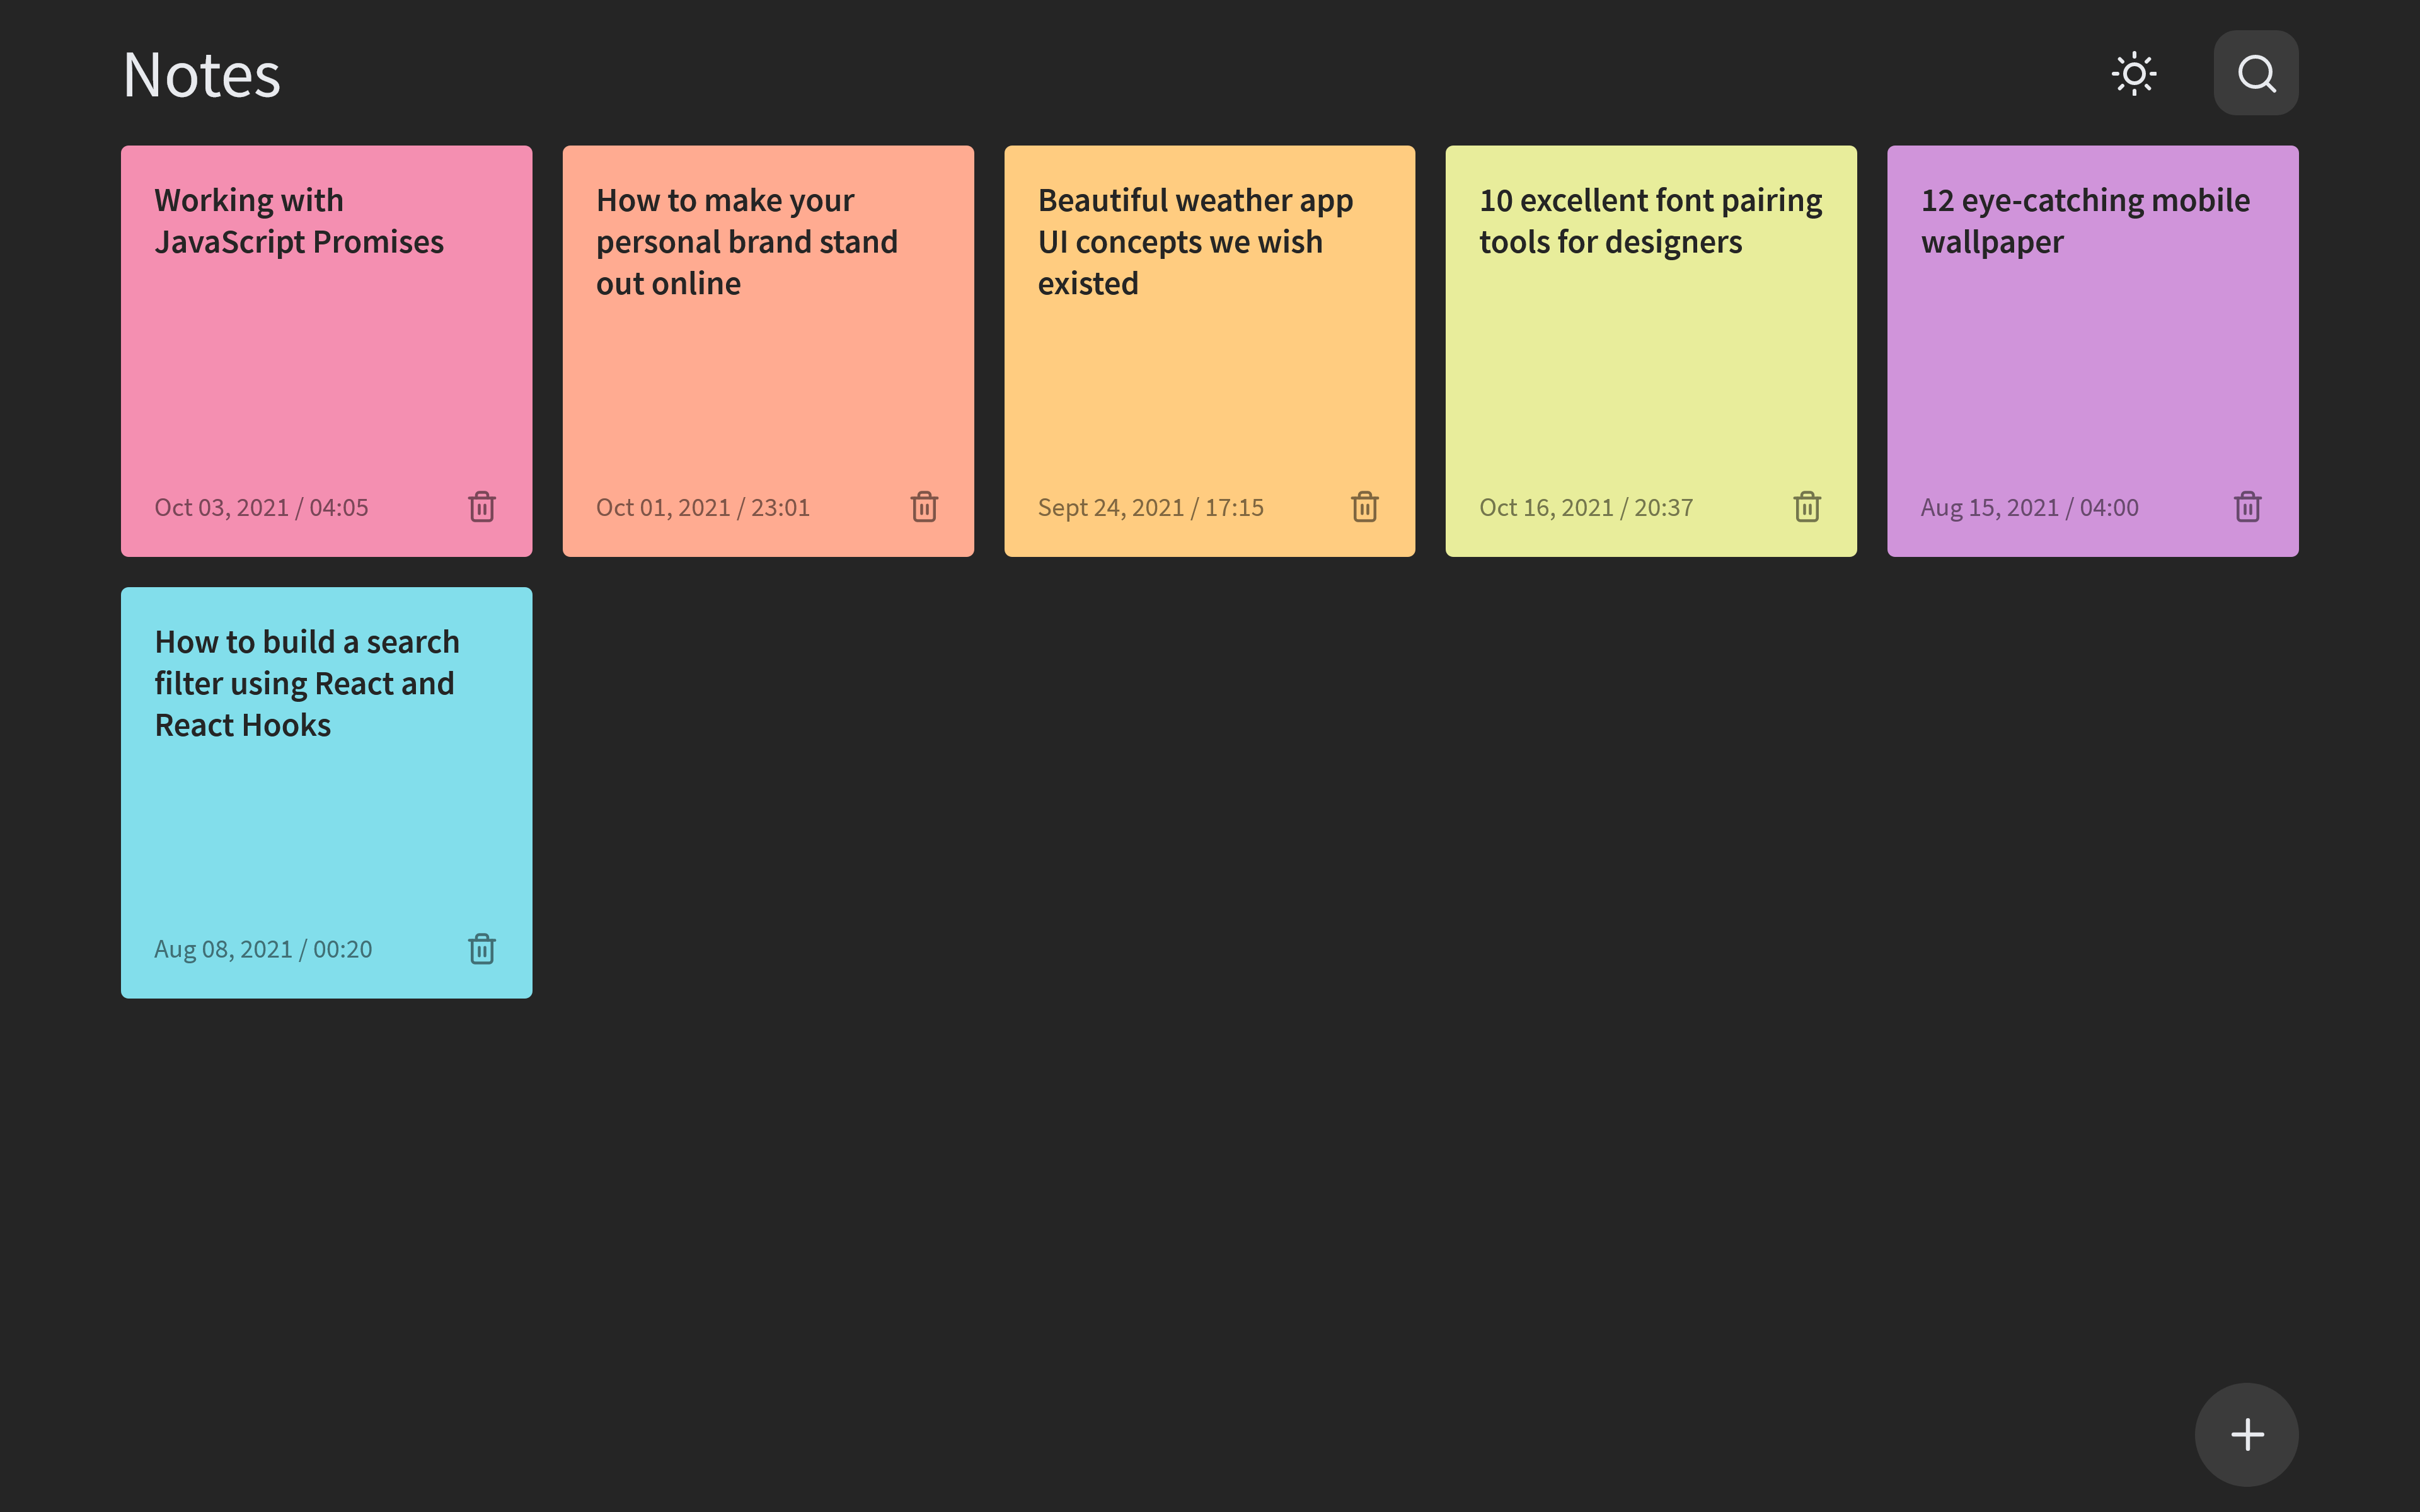 Notes
Working with
JavaScript Promises
Oct 03, 2021 / 04:05
How to make your
personal brand stand
out online
Oct 01, 2021 / 23:01
Beautiful weather app
UI concepts we wish
existed
Sept 24, 2021 / 17:15
10 excellent font pairing
tools for designers
Oct 16, 2021 / 20:37
12 eye-catching mobile
wallpaper
Aug 15, 2021 / 04:00
How to build a search
filter using React and
React Hooks
Aug 08, 2021 / 00:20